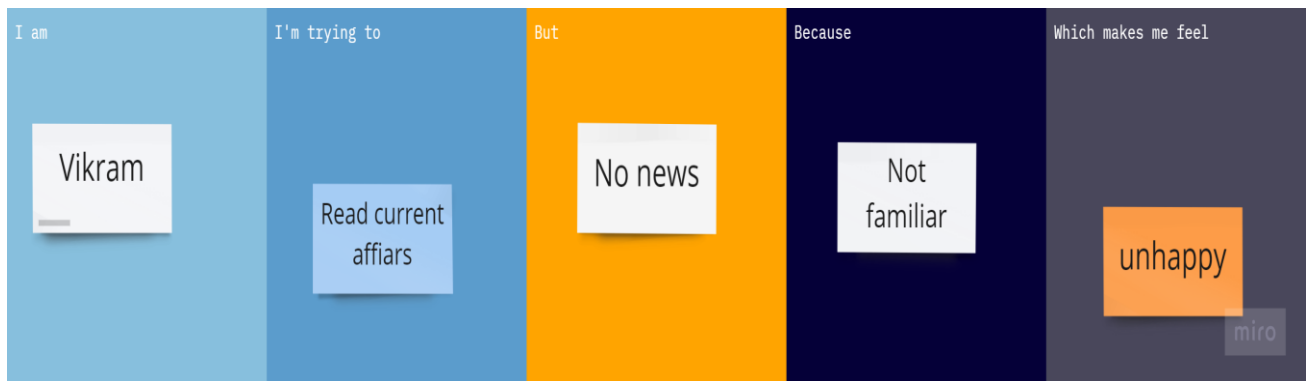 I am
Vikram
I'm trying to
Read current
affiars
But
No news
Because
Not
familiar
Which makes me feel
unhappy
miro